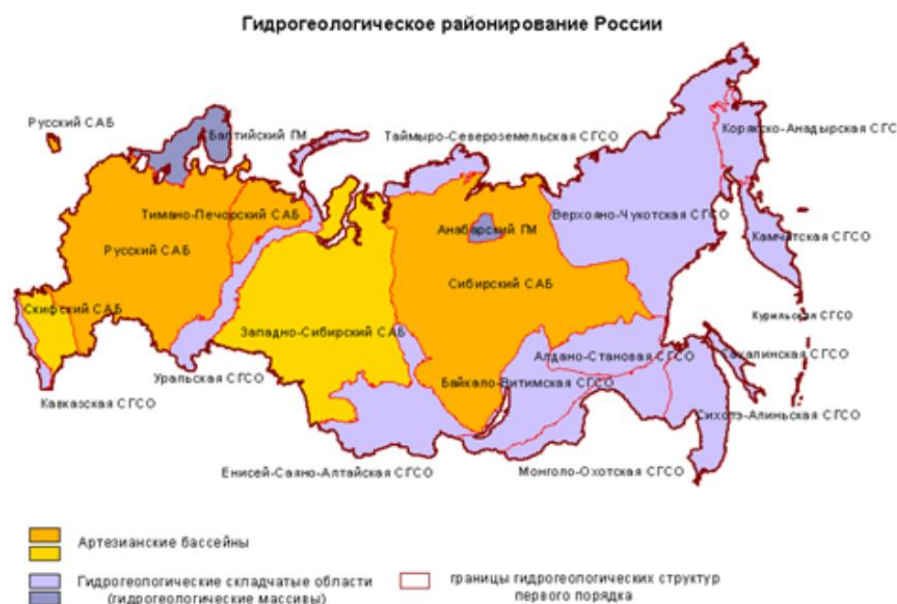 Гидрогеологическое районирование России
Русский САБ
Балтийский ГМ
Таймыро-Североземельская СГСО
Корякско-Анадырская СГС
Тимано-Печорский САБ
Верхояно-Чукотская СГСО
Анабарский ГМ
Камчатская СГСО
Русский САБ
Сибирский САБ
Скифский САБ
Курильская СГСО
Западно-Сибирский САБ
Алдано-Становая СГСО
Сахалинская СГСО
Уральская СГСО
Байкало-Витимская СГСО
Кавказская СГСО
Сихотэ-Алиньская СГСО
Енисей-Саяно-Алтайская СГСО
Монголо-Охотская СГСО
Артезианские бассейны
Гидрогеологические складчатые области
(гидрогеологические массивы)
границы гидрогеологических структур
первого порядка